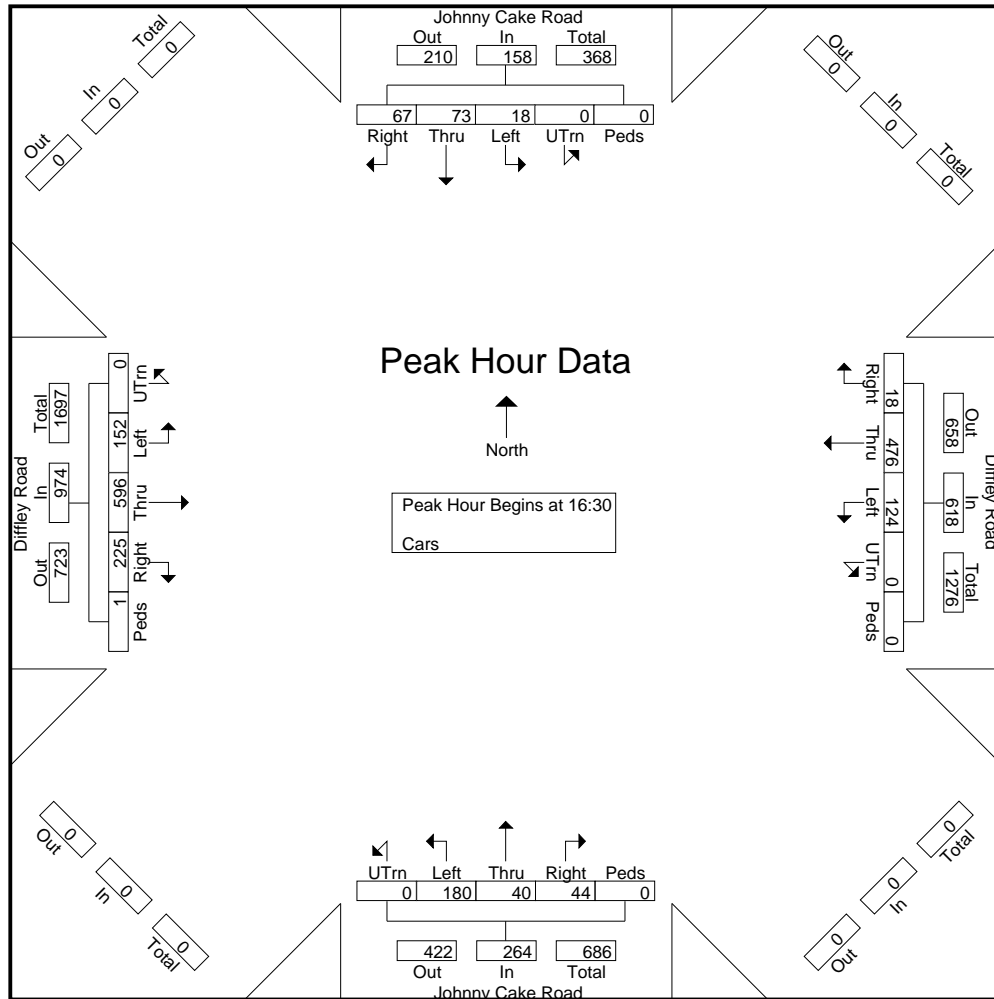 Johnny Cake Road
Out In Total
210 158 368
67 73 18 0 0
Right Thru Left UTrn Peds
Total 0
In 0
Out 0
Out 0
In 0
Total 0
Diffley Road
Total 1697
In 974
Out 723
0 UTrn
152 Left
596 Thru
225 Right
1 Peds
Peak Hour Data
North
Peak Hour Begins at 16:30
Cars
Right 18
Thru 476
Left 124
UTrn 0
Peds 0
Out 658
In 618
Total 1276
Diffley Road
Out 0
In 0
Total 0
UTrn Left Thru Right Peds
0 180 40 44 0
422 264 686
Out In Total
Johnny Cake Road
Total 0
In 0
Out 0